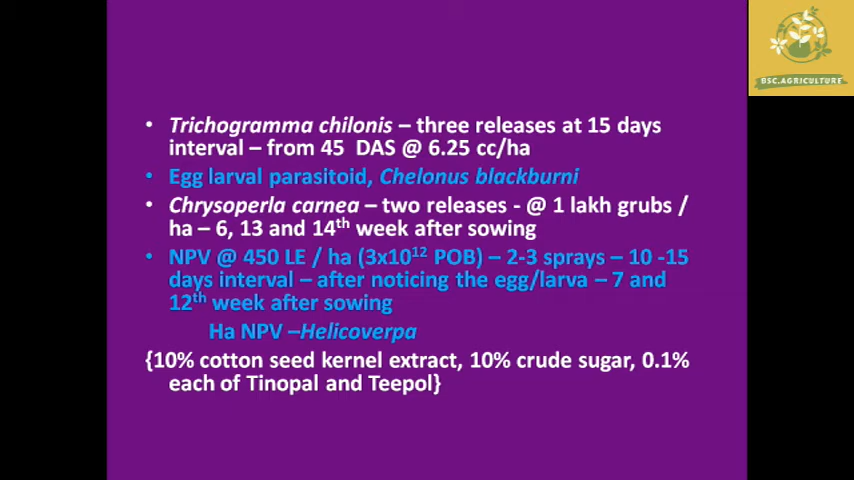 BSC.AGRICULTURE
• Trichogramma chilonis – three releases at 15 days
interval – from 45 DAS @ 6.25 cc/ha
• Egg larval parasitoid, Chelonus blackburni
• Chrysoperla carnea – two releases - @ 1 lakh grubs /
ha – 6, 13 and 14th week after sowing
• NPV @ 450 LE / ha (3x10¹² POB) – 2-3 sprays – 10 -15
days interval – after noticing the egg/larva – 7 and
12th week after sowing
Ha NPV –Helicoverpa
{10% cotton seed kernel extract, 10% crude sugar, 0.1%
each of Tinopal and Teepol}